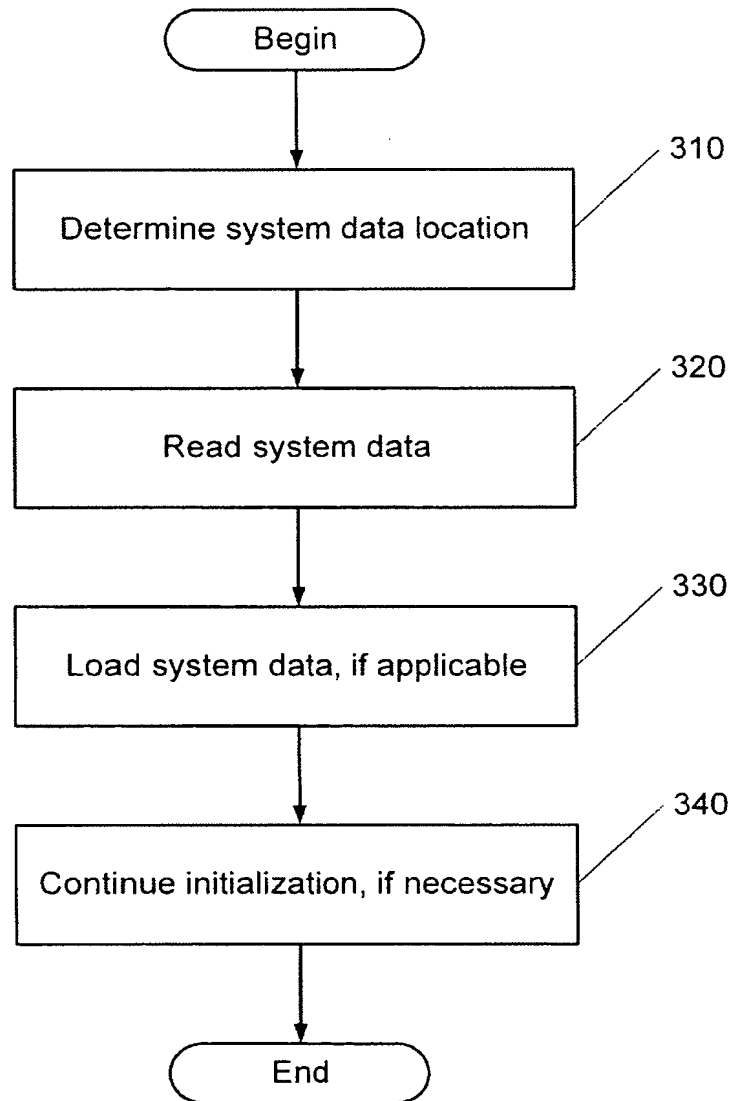 Begin
310
Determine system data location
320
Read system data
330
Load system data, if applicable
340
Continue initialization, if necessary
End